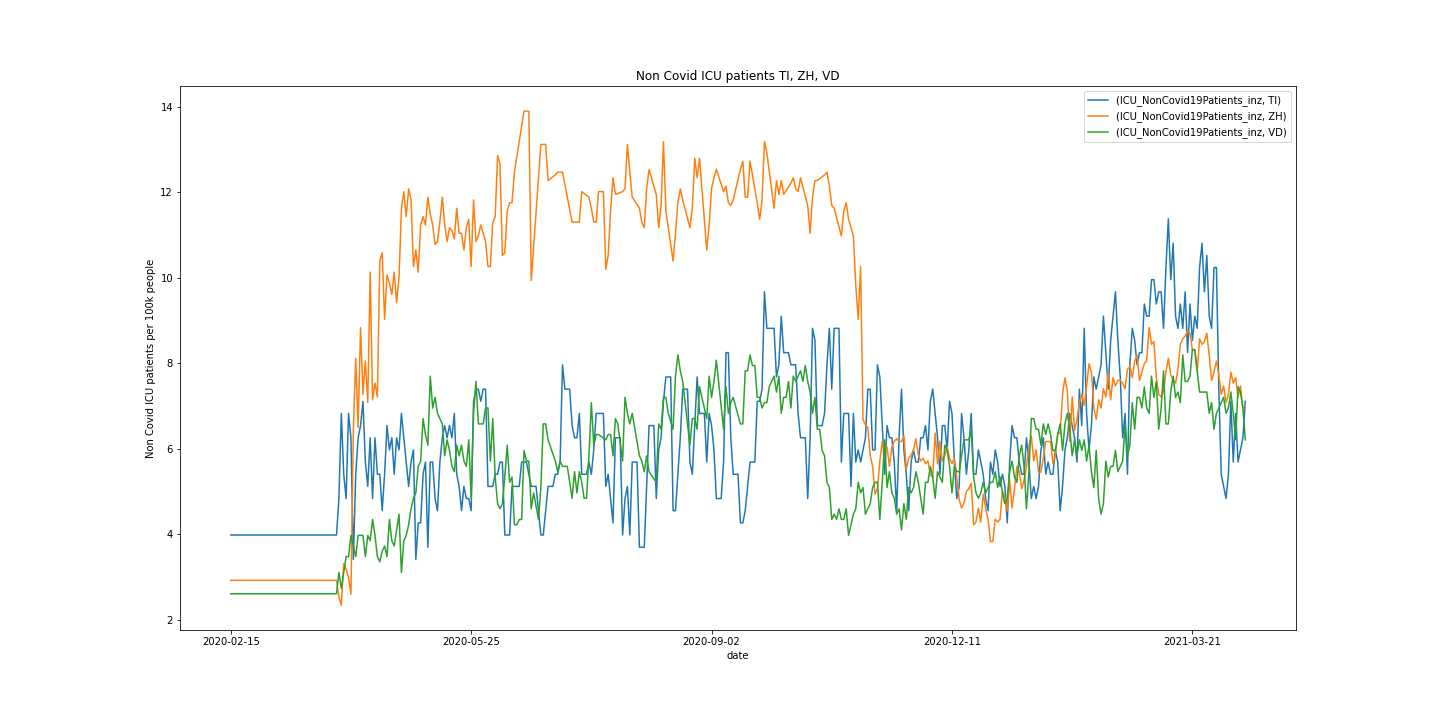 Non Covid ICU patients TI, ZH, VD
(ICU_NonCovid19Patients_inz, TI)
(ICU_NonCovid19Patients_inz, ZH)
(ICU_NonCovid19Patients_inz, VD)
Non Covid ICU patients per 100k people
14
12
10
8
6
4
2
2020-02-15
2020-05-25
2020-09-02
2020-12-11
2021-03-21
date